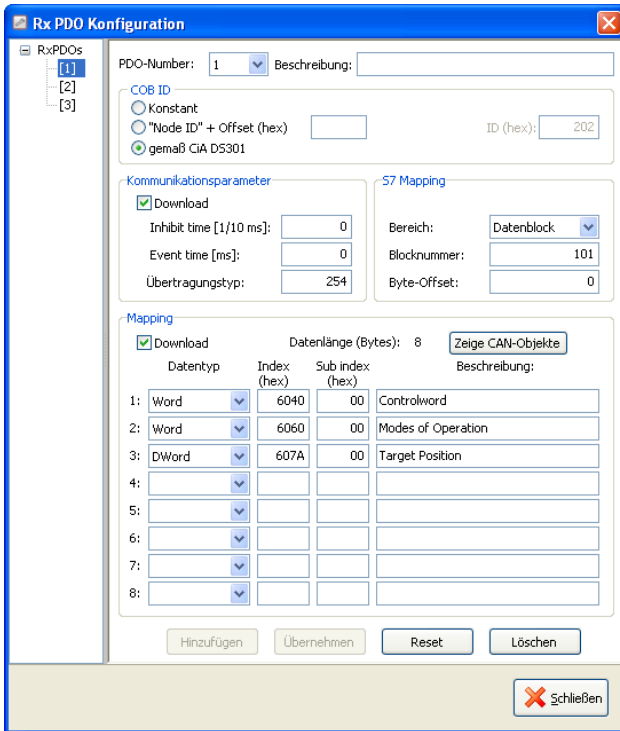 Rx PDO Konfiguration
RxPDOs
[1]
[2]
[3]
PDO-Number: 1 Beschreibung:
COB ID
Konstant
"Node ID" + Offset (hex) ID (hex): 202
gemaß CiA DS301
Kommunikationsparameter
Download
Inhibit time [1/10 ms]: 0
Event time [ms]: 0
Übertragungstyp: 254
S7 Mapping
Bereich: Datenblock
Blocknummer: 101
Byte-Offset: 0
Mapping
Download Datenlänge (Bytes): 8 Zeige CAN-Objekte
Datentyp Index Sub index Beschreibung:
(hex) (hex)
1: Word 6040 00 Controlword
2: Word 6060 00 Modes of Operation
3: DWord 607A 00 Target Position
4:
5:
6:
7:
8:
Hinzufügen Übernehmen Reset Löschen
Schließen